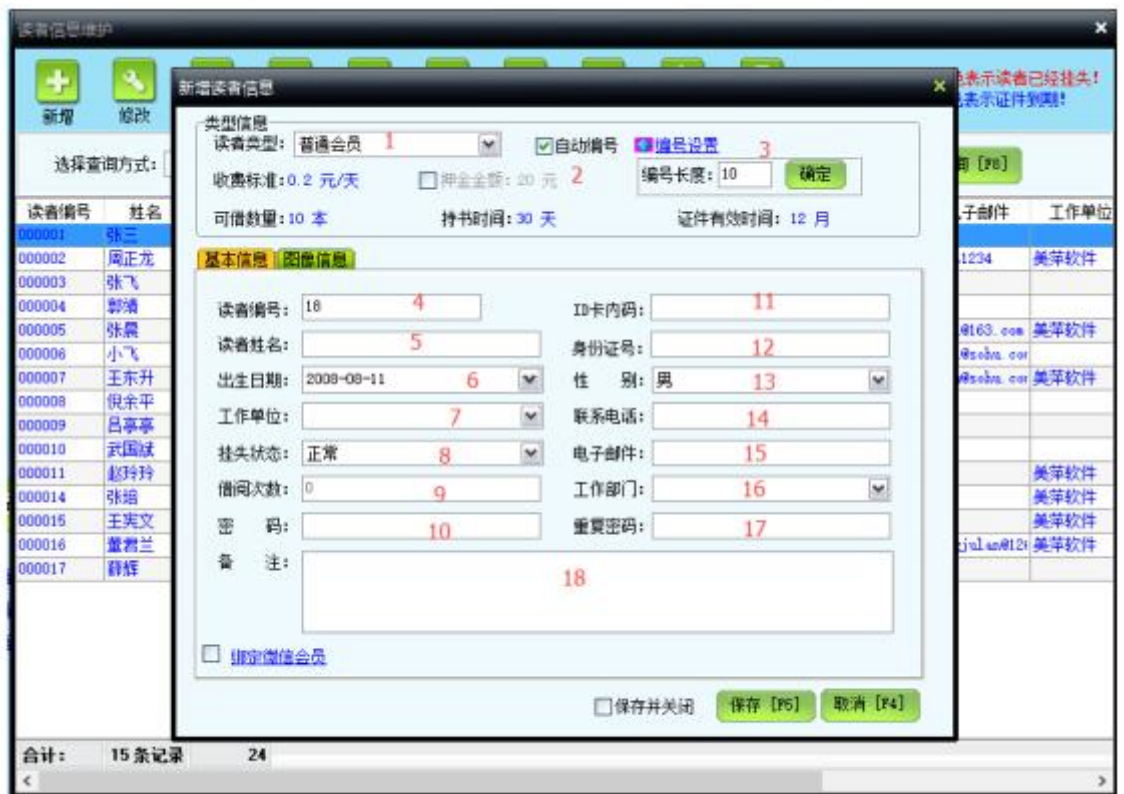 读者信息维护
新增
修改
色表示读者已经挂失!
色表示证件到期!
选择查询方式:
询 [F8]
读者编号 姓名 电子邮件 工作单位
000001 张三
000002 周正龙 1234 美萍软件
000003 张飞
000004 郭靖
000005 张晨 @163.com 美萍软件
000006 小飞 @sohu.com
000007 王东升 @sohu.com 美萍软件
000008 倪余平
000009 吕亭亭
000010 武国斌
000011 赵玲玲 美萍软件
000014 张培 美萍软件
000015 王宪文 美萍软件
000016 董君兰 julan@126 美萍软件
000017 薛辉
合计: 15 条记录 24
新增读者信息
类型信息
读者类型: 普通会员 1 自动编号 编号设置 3
收费标准:0.2 元/天 押金金额: 20 元 2 编号长度: 10 确定
可借数量:10 本 持书时间: 30 天 证件有效时间: 12 月
基本信息 图像信息
读者编号: 18 4 ID卡内码: 11
读者姓名: 5 身份证号: 12
出生日期: 2008-08-11 6 性 别: 男 13
工作单位: 7 联系电话: 14
挂失状态: 正常 8 电子邮件: 15
借阅次数: 0 9 工作部门: 16
密 码: 10 重复密码: 17
备 注: 18
绑定微信会员
保存并关闭 保存 [F5] 取消 [F4]